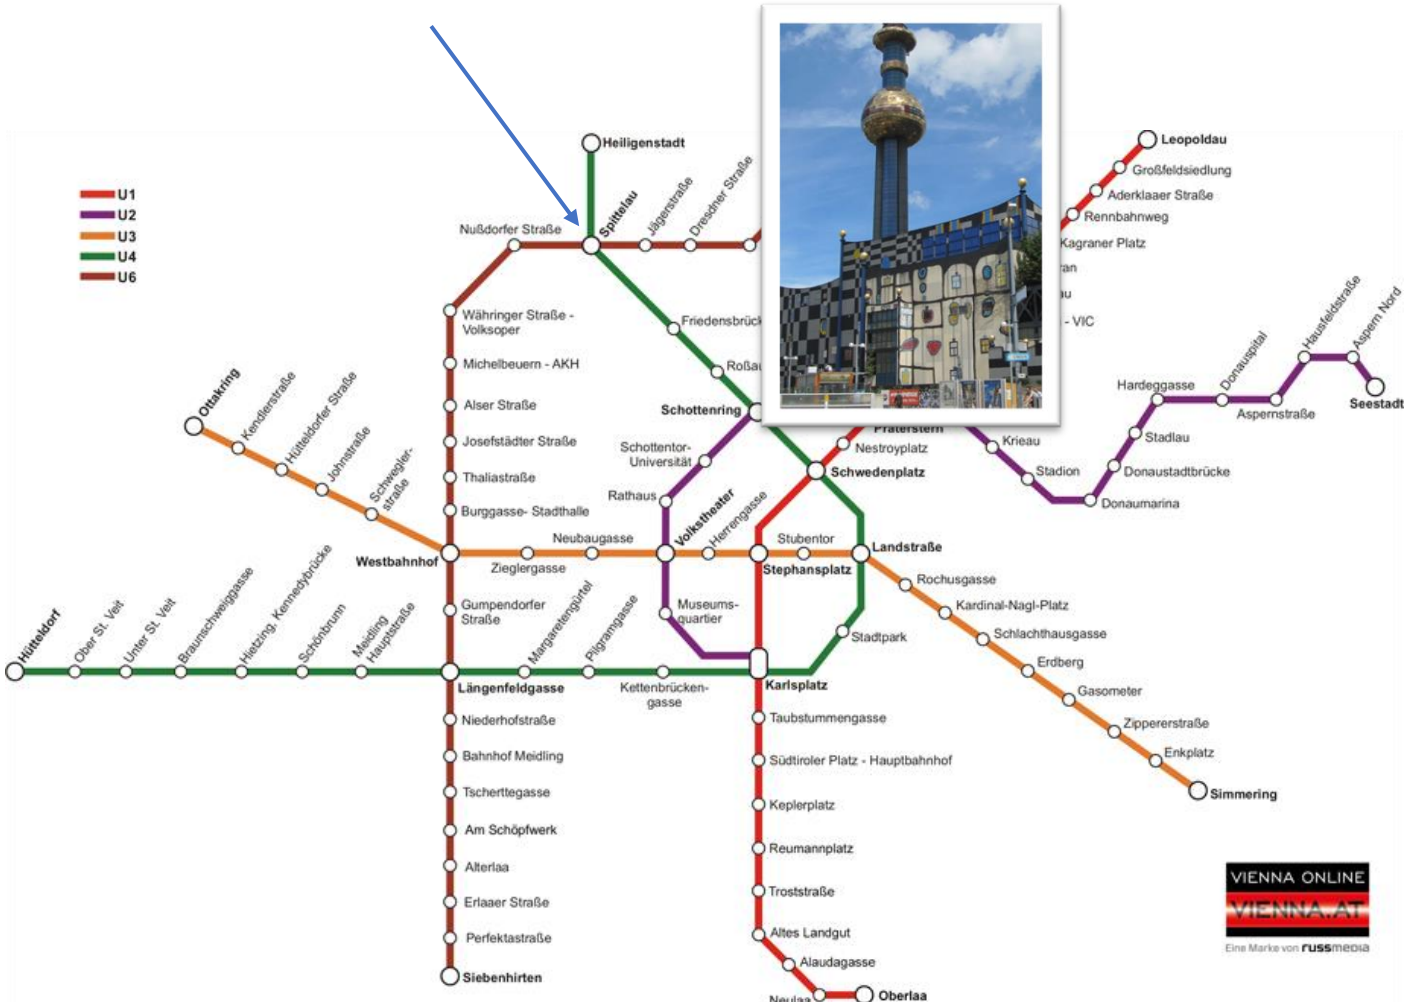 Heiligenstadt
Leopoldau
Großfeldsiedlung
Aderklaaer Straße
Rennbahnweg
Kagraner Platz
U1
U2
U3
U4
U6
Nußdorfer Straße
Spittelau
Jägerstraße
Dresdner Straße
- VIC
Währinger Straße -
Volksoper
Michelbeuern - AKH
Alser Straße
Josefstädter Straße
Thaliastraße
Burggasse- Stadthalle
Friedensbrück
Roßau
Schottenring
Schottentor-
Universität
Rathaus
Volkstheater
Herrengasse
Praterstern
Nestroyplatz
Schwedenplatz
Krieau
Stadion
Donaumarina
Donaustadtbrücke
Stadlau
Hardeggasse
Donauspital
Aspernstraße
Hausfeldstraße
Aspern Nord
Seestadt
Ottakring
Kendlerstraße
Hütteldorfer Straße
Johnstraße
Schwegler-
straße
Westbahnhof
Zieglergasse
Neubaugasse
Stubentor
Stephansplatz
Landstraße
Rochusgasse
Kardinal-Nagl-Platz
Schlachthausgasse
Erdberg
Gasometer
Zippererstraße
Enkplatz
Simmering
Gumpendorfer
Straße
Museums-
quartier
Stadtpark
Hütteldorf
Ober St. Veit
Unter St. Veit
Braunschweiggasse
Hietzing, Kennedybrücke
Schönbrunn
Meidling
Hauptstraße
Längenfeldgasse
Margaretengürtel
Pilgramgasse
Kettenbrücken-
gasse
Karlsplatz
Niederhofstraße
Bahnhof Meidling
Tscherttegasse
Am Schöpfwerk
Alterlaa
Erlaaer Straße
Perfektastraße
Siebenhirten
Taubstummengasse
Südtiroler Platz - Hauptbahnhof
Keplerplatz
Reumannplatz
Troststraße
Altes Landgut
Alaudagasse
Neulaa
Oberlaa
VIENNA ONLINE
VIENNA.AT
Eine Marke von russmedia